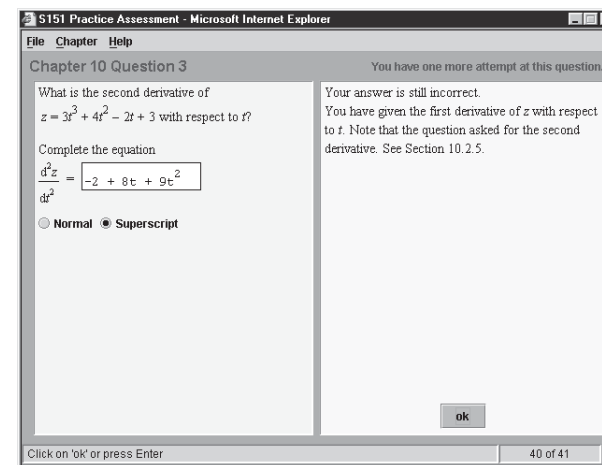 S151 Practice Assessment - Microsoft Internet Explorer
File Chapter Help
Chapter 10 Question 3
You have one more attempt at this question.
What is the second derivative of
z = 3t³ + 4t² – 2t + 3 with respect to t?
Complete the equation
d²z/dt² = -2 + 8t + 9t²
Normal Superscript
Your answer is still incorrect.
You have given the first derivative of z with respect
to t. Note that the question asked for the second
derivative. See Section 10.2.5.
ok
Click on 'ok' or press Enter
40 of 41